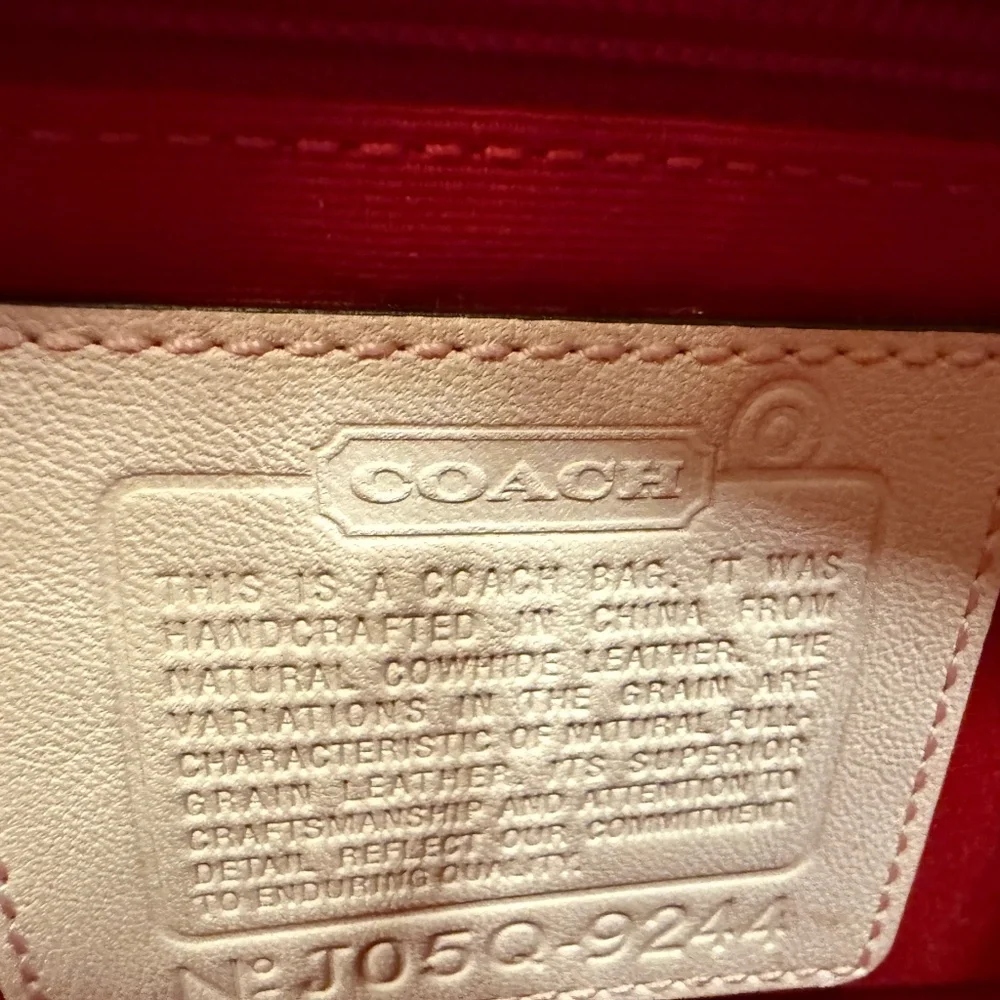 COACH
THIS IS A COACH BAG. IT WAS
HANDCRAFTED IN CHINA FROM
NATURAL COWHIDE LEATHER. THE
VARIATIONS IN THE GRAIN ARE
CHARACTERISTIC OF NATURAL FULL-
GRAIN LEATHER. ITS SUPERIOR
CRAFTSMANSHIP AND ATTENTION TO
DETAIL REFLECT OUR COMMITMENT
TO ENDURING QUALITY.
Nº J05Q-9244